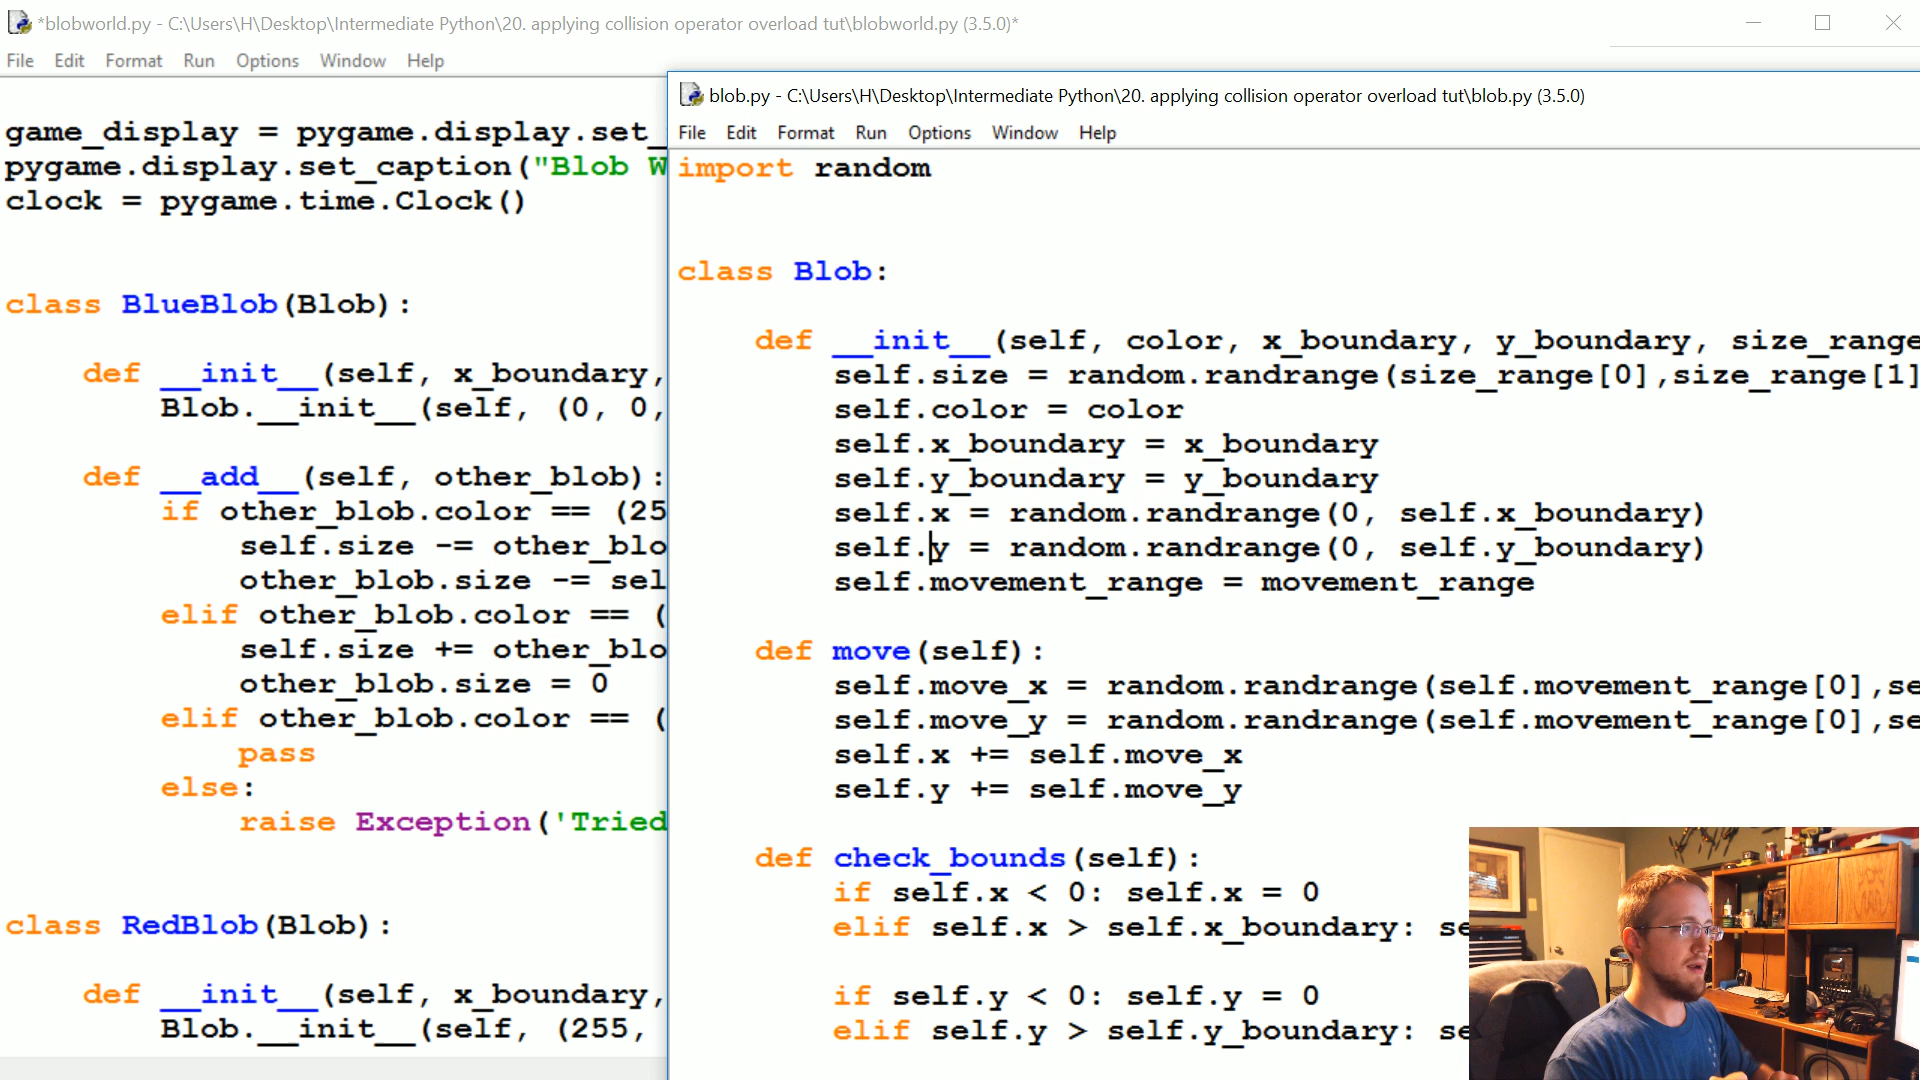 *blobworld.py - C:\Users\H\Desktop\Intermediate Python\20. applying collision operator overload tut\blobworld.py (3.5.0)*
File Edit Format Run Options Window Help
game_display = pygame.display.set_
pygame.display.set_caption("Blob W
clock = pygame.time.Clock()
class BlueBlob(Blob):
def __init__(self, x_boundary,
Blob.__init__(self, (0, 0,
def __add__(self, other_blob):
if other_blob.color == (25
self.size -= other_blo
other_blob.size -= sel
elif other_blob.color == (
self.size += other_blo
other_blob.size = 0
elif other_blob.color == (
pass
else:
raise Exception('Tried
class RedBlob(Blob):
def __init__(self, x_boundary,
Blob.__init__(self, (255,
blob.py - C:\Users\H\Desktop\Intermediate Python\20. applying collision operator overload tut\blob.py (3.5.0)
File Edit Format Run Options Window Help
import random
class Blob:
def __init__(self, color, x_boundary, y_boundary, size_range
self.size = random.randrange(size_range[0],size_range[1]
self.color = color
self.x_boundary = x_boundary
self.y_boundary = y_boundary
self.x = random.randrange(0, self.x_boundary)
self.y = random.randrange(0, self.y_boundary)
self.movement_range = movement_range
def move(self):
self.move_x = random.randrange(self.movement_range[0],se
self.move_y = random.randrange(self.movement_range[0],se
self.x += self.move_x
self.y += self.move_y
def check_bounds(self):
if self.x < 0: self.x = 0
elif self.x > self.x_boundary: se
if self.y < 0: self.y = 0
elif self.y > self.y_boundary: se